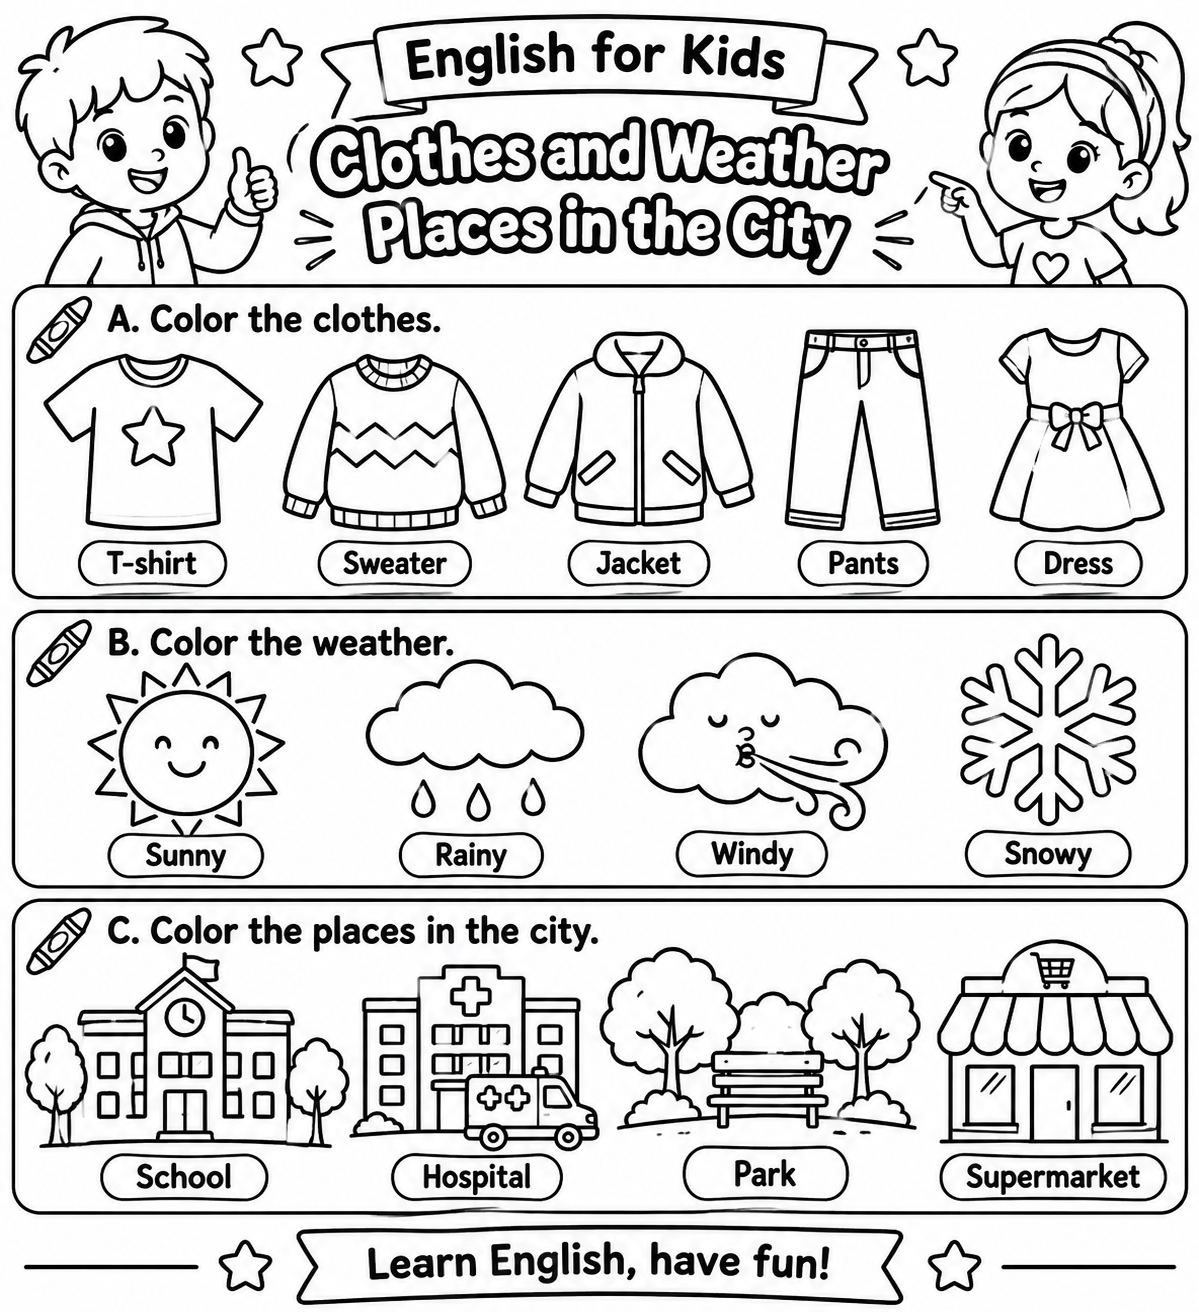 English for Kids
Clothes and Weather
Places in the City
A. Color the clothes.
T-shirt
Sweater
Jacket
Pants
Dress
B. Color the weather.
Sunny
Rainy
Windy
Snowy
C. Color the places in the city.
School
Hospital
Park
Supermarket
Learn English, have fun!